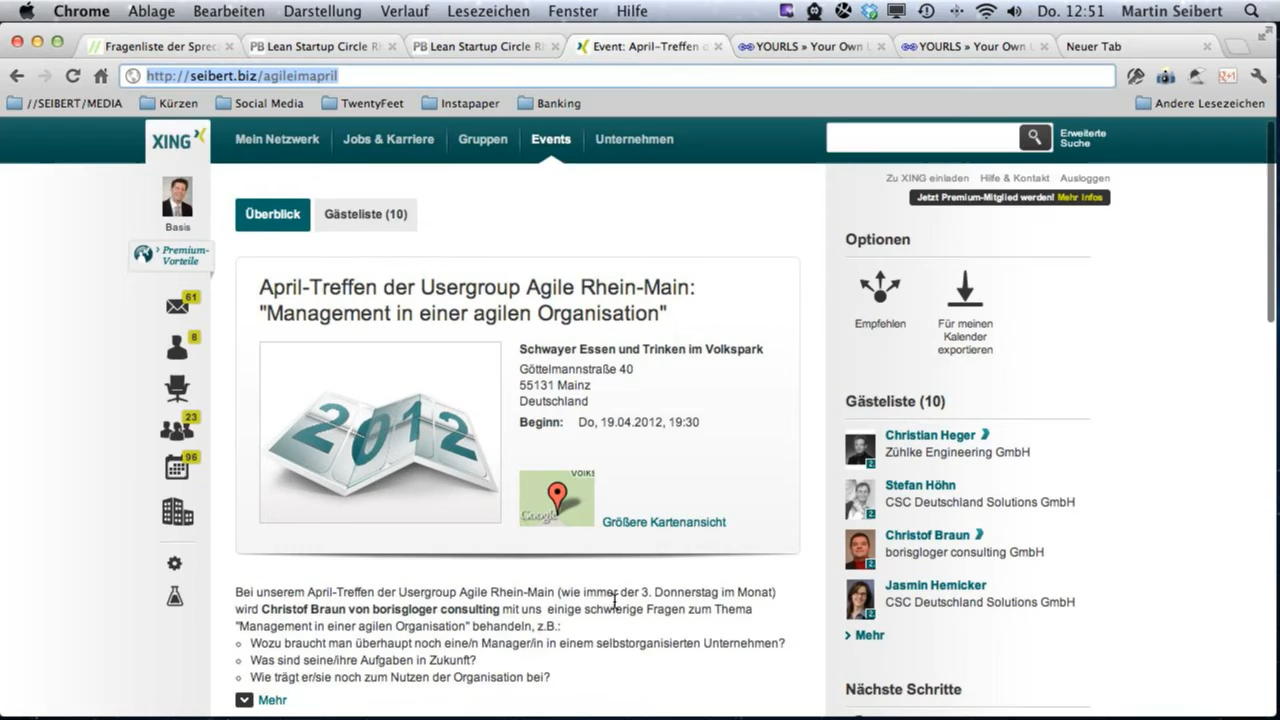 Chrome Ablage Bearbeiten Darstellung Verlauf Lesezeichen Fenster Hilfe Do. 12:51 Martin Seibert
Fragenliste der Sprec
PB Lean Startup Circle R
PB Lean Startup Circle R
Event: April-Treffen d
YOURLS » Your Own
YOURLS » Your Own
Neuer Tab
http://seibert.biz/agileimapril
//SEIBERT/MEDIA Kürzen Social Media TwentyFeet Instapaper Banking Andere Lesezeichen
XING Mein Netzwerk Jobs & Karriere Gruppen Events Unternehmen Erweiterte
Suche
Zu XING einladen Hilfe & Kontakt Ausloggen
Jetzt Premium-Mitglied werden! Mehr Infos
Basis
Premium-
Vorteile
61
8
23
96
Überblick Gästeliste (10)
April-Treffen der Usergroup Agile Rhein-Main:
"Management in einer agilen Organisation"
2012
Schwayer Essen und Trinken im Volkspark
Göttelmannstraße 40
55131 Mainz
Deutschland
Beginn: Do, 19.04.2012, 19:30
VOLKS
Google
Größere Kartenansicht
Bei unserem April-Treffen der Usergroup Agile Rhein-Main (wie immer der 3. Donnerstag im Monat)
wird Christof Braun von borisgloger consulting mit uns einige schwierige Fragen zum Thema
"Management in einer agilen Organisation" behandeln, z.B.:
Wozu braucht man überhaupt noch eine/n Manager/in in einem selbstorganisierten Unternehmen?
Was sind seine/ihre Aufgaben in Zukunft?
Wie trägt er/sie noch zum Nutzen der Organisation bei?
Mehr
Optionen
Empfehlen
Für meinen
Kalender
exportieren
Gästeliste (10)
Christian Heger
Zühlke Engineering GmbH
Stefan Höhn
CSC Deutschland Solutions GmbH
Christof Braun
borisgloger consulting GmbH
Jasmin Hemicker
CSC Deutschland Solutions GmbH
Mehr
Nächste Schritte